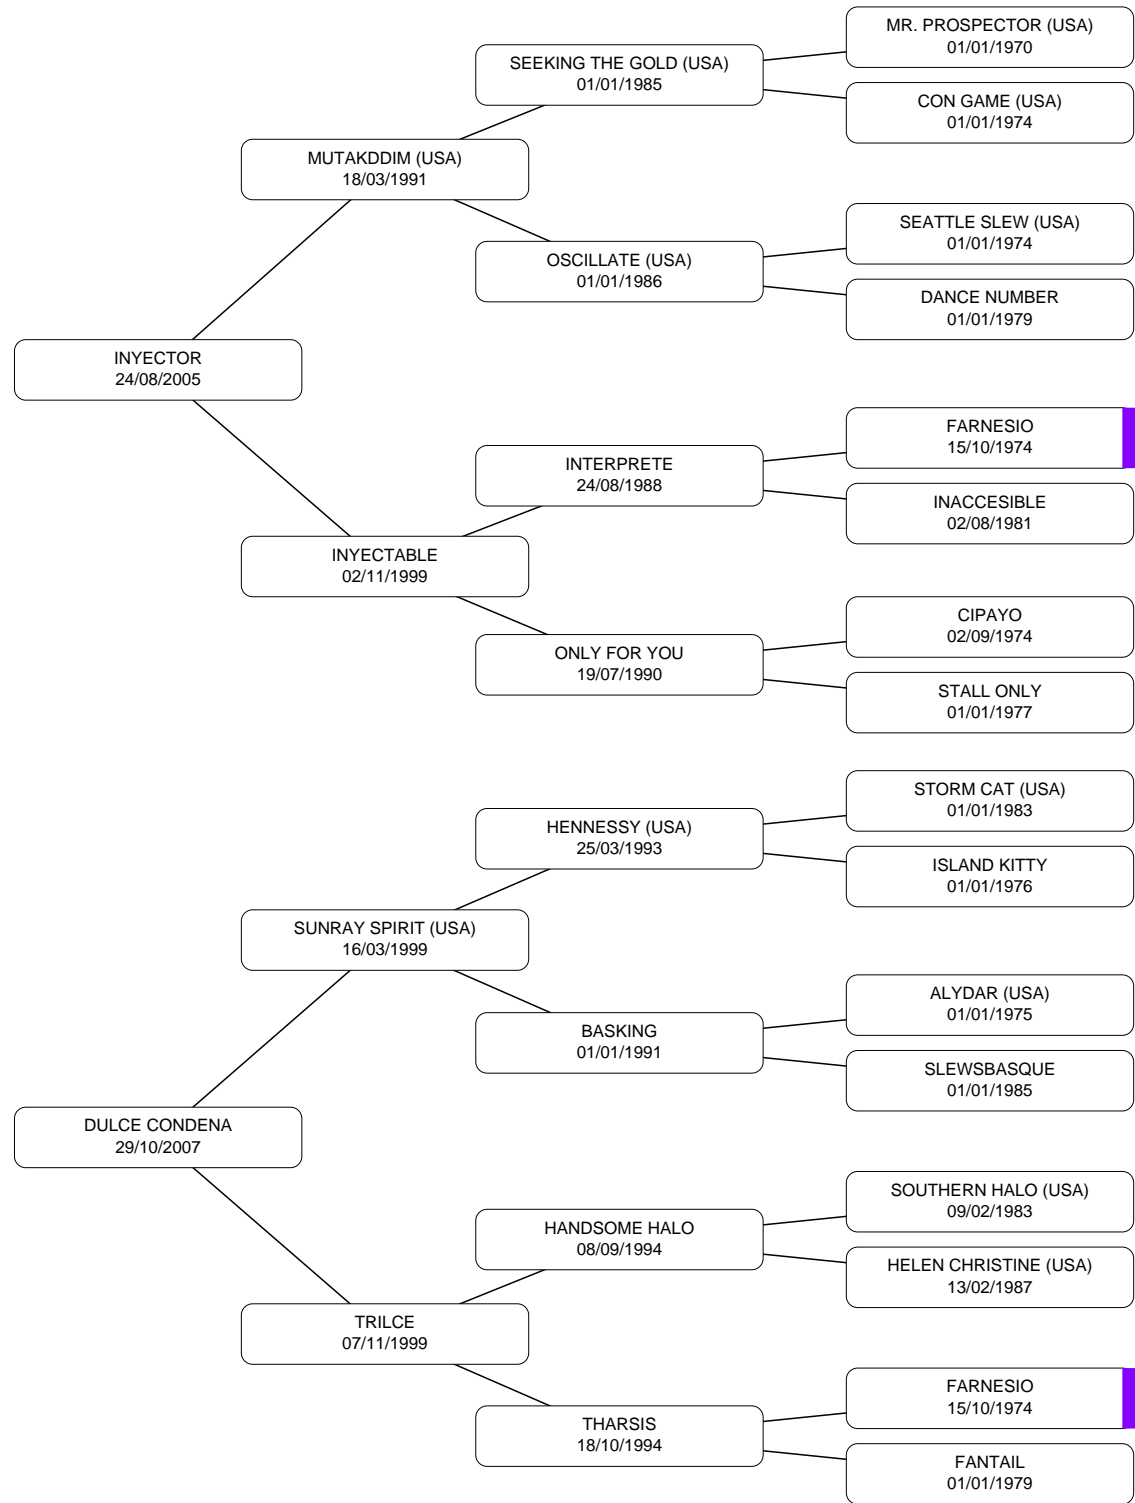 MR. PROSPECTOR (USA)
01/01/1970
SEEKING THE GOLD (USA)
01/01/1985
CON GAME (USA)
01/01/1974
MUTAKDDIM (USA)
18/03/1991
SEATTLE SLEW (USA)
01/01/1974
OSCILLATE (USA)
01/01/1986
DANCE NUMBER
01/01/1979
INYECTOR
24/08/2005
FARNESIO
15/10/1974
INTERPRETE
24/08/1988
INACCESIBLE
02/08/1981
INYECTABLE
02/11/1999
CIPAYO
02/09/1974
ONLY FOR YOU
19/07/1990
STALL ONLY
01/01/1977
STORM CAT (USA)
01/01/1983
HENNESSY (USA)
25/03/1993
ISLAND KITTY
01/01/1976
SUNRAY SPIRIT (USA)
16/03/1999
ALYDAR (USA)
01/01/1975
BASKING
01/01/1991
SLEWSBASQUE
01/01/1985
DULCE CONDENA
29/10/2007
SOUTHERN HALO (USA)
09/02/1983
HANDSOME HALO
08/09/1994
HELEN CHRISTINE (USA)
13/02/1987
TRILCE
07/11/1999
FARNESIO
15/10/1974
THARSIS
18/10/1994
FANTAIL
01/01/1979